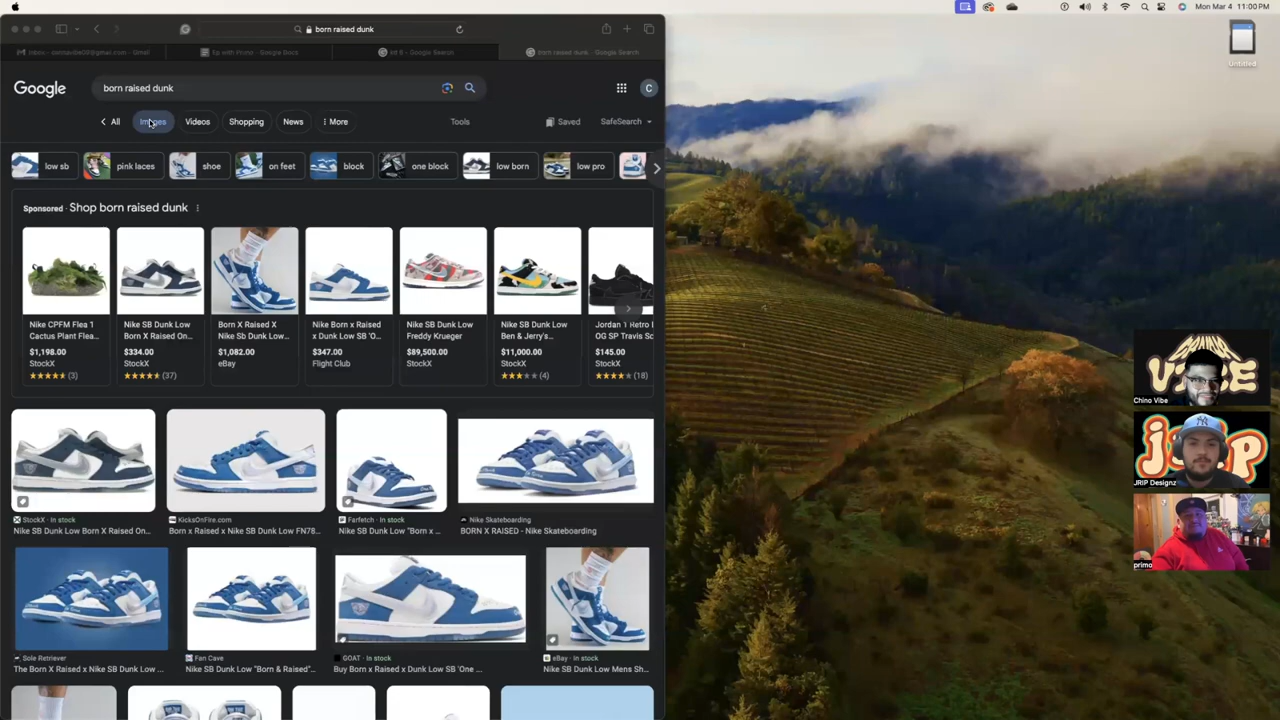 Mon Mar 4 11:00 PM
born raised dunk
born raised dunk - Google Search
Google
born raised dunk
C
All
Images
Videos
Shopping
News
More
Tools
Saved
SafeSearch
low sb
pink laces
shoe
on feet
block
one block
low born
low pro
Sponsored · Shop born raised dunk
Nike CPFM Flea 1
Cactus Plant Flea...
$1,198.00
StockX
(3)
Nike SB Dunk Low
Born X Raised On...
$334.00
StockX
(37)
Born X Raised X
Nike Sb Dunk Low...
$1,082.00
eBay
Nike Born x Raised
x Dunk Low SB 'O...
$347.00
Flight Club
Nike SB Dunk Low
Freddy Krueger
$89,500.00
StockX
Nike SB Dunk Low
Ben & Jerry's...
$11,000.00
StockX
(4)
Jordan 1 Retro
OG SP Travis Sc
$145.00
StockX
(18)
StockX · In stock
Nike SB Dunk Low Born X Raised On...
KicksOnFire.com
Born x Raised x Nike SB Dunk Low FN78...
Farfetch · In stock
Nike SB Dunk Low "Born x ...
Nike Skateboarding
BORN X RAISED - Nike Skateboarding
Sole Retriever
The Born X Raised x Nike SB Dunk Low ...
Fan Cave
Nike SB Dunk Low "Born & Raised"...
GOAT · In stock
Buy Born x Raised x Dunk Low SB 'One ...
eBay · In stock
Nike SB Dunk Low Mens Sh...
Untitled
VIBE
Chino Vibe
JRIP
JRIP Designz
primo